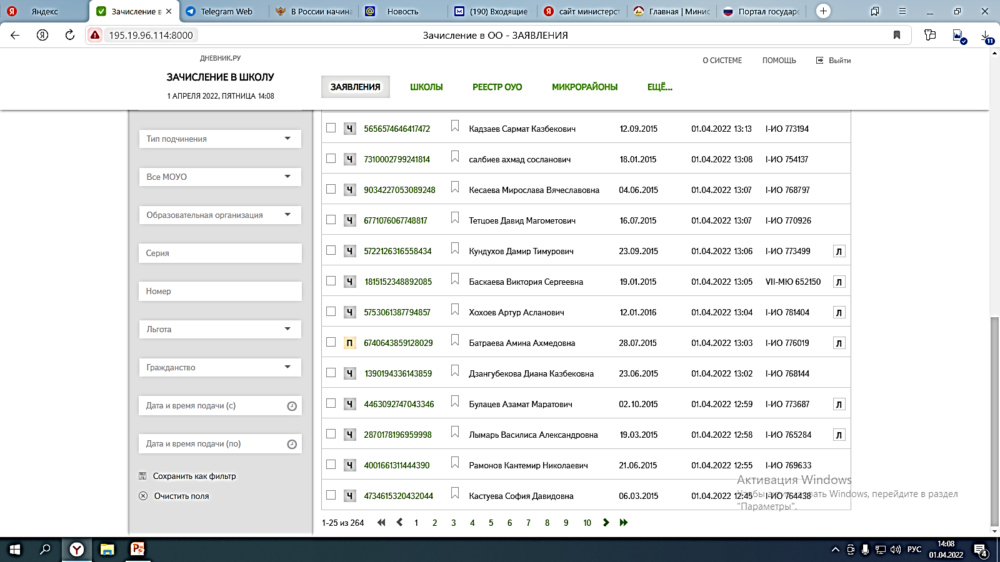 Яндекс
Зачисление в
Telegram Web
В России начина
Новость
(190) Входящие
сайт министерст
Главная | Минис
Портал государс
195.19.96.114:8000
Зачисление в ОО - ЗАЯВЛЕНИЯ
11
ДНЕВНИК.РУ
О СИСТЕМЕ ПОМОЩЬ Выйти
ЗАЧИСЛЕНИЕ В ШКОЛУ
ЗАЯВЛЕНИЯ ШКОЛЫ РЕЕСТР ОУО МИКРОРАЙОНЫ ЕЩЁ...
1 АПРЕЛЯ 2022, ПЯТНИЦА 14:08
Тип подчинения
Все МОУО
Образовательная организация
Серия
Номер
Льгота
Гражданство
Дата и время подачи (с)
Дата и время подачи (по)
Сохранить как фильтр
Очистить поля
Ч 5656574646417472 Кадзаев Сармат Казбекович 12.09.2015 01.04.2022 13:13 I-ИО 773194
Ч 7310002799241814 салбиев ахмад сосланович 18.01.2015 01.04.2022 13:08 I-ИО 754137
Ч 9034227053089248 Кесаева Мирослава Вячеславовна 04.06.2015 01.04.2022 13:07 I-ИО 768797
Ч 6771076067748817 Тетцоев Давид Магометович 16.07.2015 01.04.2022 13:07 I-ИО 770926
Ч 5722126316558434 Кундухов Дамир Тимурович 23.09.2015 01.04.2022 13:06 I-ИО 773499 Л
Ч 1815152348892085 Баскаева Виктория Сергеевна 19.01.2015 01.04.2022 13:05 VII-МЮ 652150 Л
Ч 5753061387794857 Хохоев Артур Асланович 12.01.2016 01.04.2022 13:04 I-ИО 781404 Л
П 6740643859128029 Батраева Амина Ахмедовна 28.07.2015 01.04.2022 13:03 I-ИО 776019 Л
Ч 1390194336143859 Дзангубекова Диана Казбековна 23.06.2015 01.04.2022 13:02 I-ИО 768144
Ч 4463092747043346 Булацев Азамат Маратович 02.10.2015 01.04.2022 12:59 I-ИО 773687 Л
Ч 2870178196959998 Лымарь Василиса Александровна 19.03.2015 01.04.2022 12:58 I-ИО 765284 Л
Ч 4001661311444390 Рамонов Кантемир Николаевич 21.06.2015 01.04.2022 12:55 I-ИО 769633
Ч 4734615320432044 Кастуева София Давидовна 06.03.2015 01.04.2022 12:45 I-ИО 764438
Активация Windows
Чтобы активировать Windows, перейдите в раздел
"Параметры".
1-25 из 264 1 2 3 4 5 6 7 8 9 10
РУС
14:08
01.04.2022
4